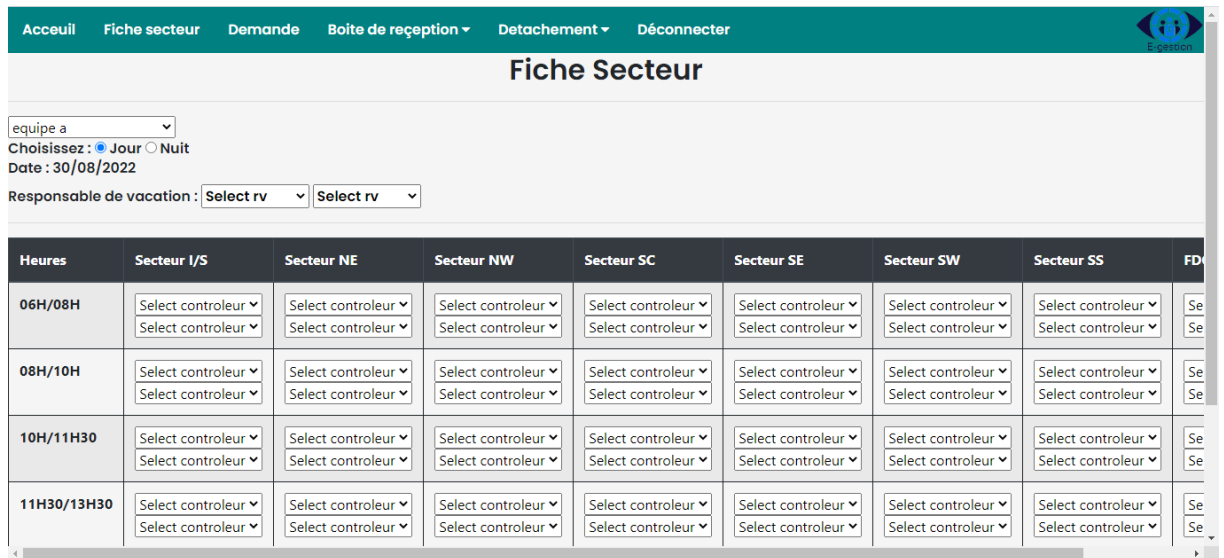 Acceuil Fiche secteur Demande Boite de reçeption Detachement Déconnecter
E-gestion
Fiche Secteur
equipe a
Choisissez : Jour Nuit
Date : 30/08/2022
Responsable de vacation : Select rv Select rv
Heures Secteur I/S Secteur NE Secteur NW Secteur SC Secteur SE Secteur SW Secteur SS
06H/08H Select controleur Select controleur Select controleur Select controleur Select controleur Select controleur Select controleur Se
Select controleur Select controleur Select controleur Select controleur Select controleur Select controleur Select controleur Se
08H/10H Select controleur Select controleur Select controleur Select controleur Select controleur Select controleur Select controleur Se
Select controleur Select controleur Select controleur Select controleur Select controleur Select controleur Select controleur Se
10H/11H30 Select controleur Select controleur Select controleur Select controleur Select controleur Select controleur Select controleur Se
Select controleur Select controleur Select controleur Select controleur Select controleur Select controleur Select controleur Se
11H30/13H30 Select controleur Select controleur Select controleur Select controleur Select controleur Select controleur Select controleur Se
Select controleur Select controleur Select controleur Select controleur Select controleur Select controleur Select controleur Se